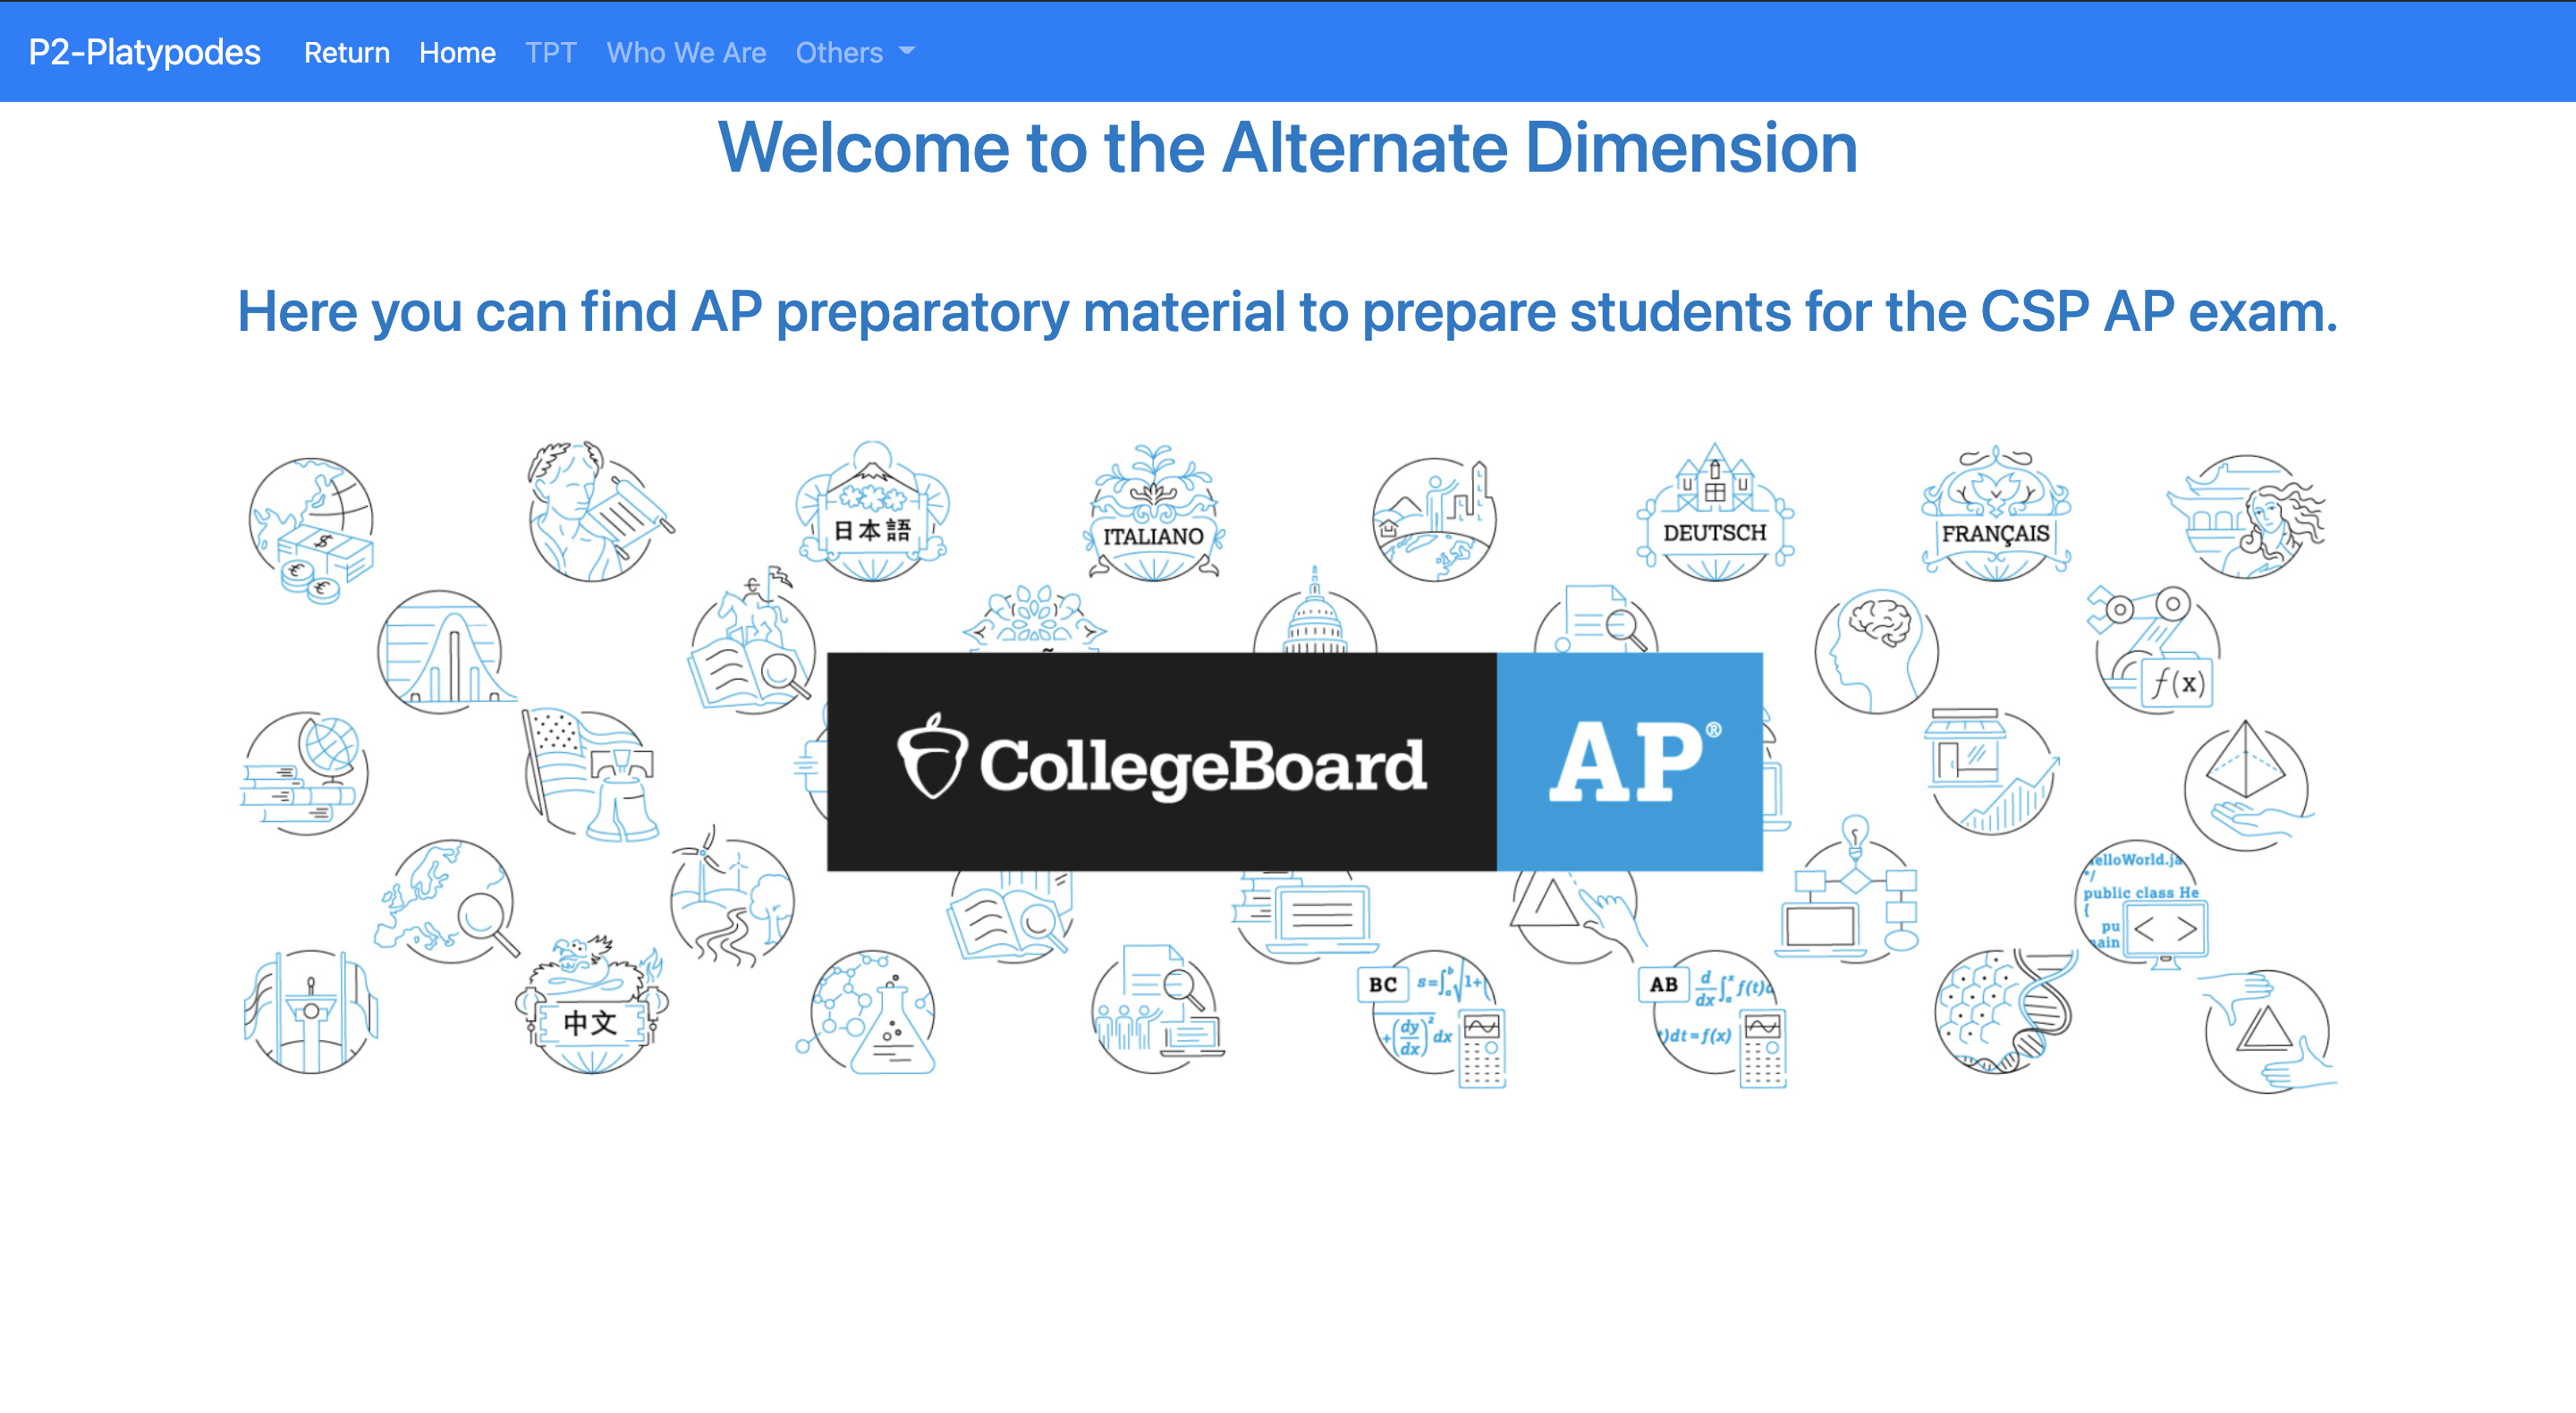 P2-Platypodes Return Home TPT Who We Are Others
Welcome to the Alternate Dimension
Here you can find AP preparatory material to prepare students for the CSP AP exam.
日本語
ITALIANO
DEUTSCH
FRANÇAIS
$
€
€
f(x)
CollegeBoard AP®
elloWorld.ja
*/
public class He
{
pu
ain
< >
中文
BC
AB
)dt=f(x)